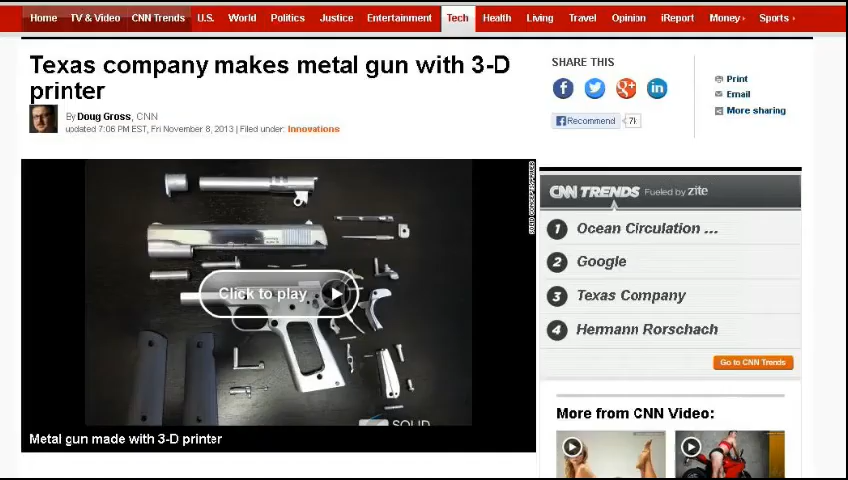 Home TV & Video CNN Trends U.S. World Politics Justice Entertainment Tech Health Living Travel Opinion iReport Money Sports
Texas company makes metal gun with 3-D
printer
By Doug Gross, CNN
updated 7:06 PM EST, Fri November 8, 2013 | Filed under: Innovations
SHARE THIS
Print
Email
More sharing
Recommend 7k
Click to play
SOLID
Metal gun made with 3-D printer
CNN TRENDS Fueled by zite
1 Ocean Circulation ...
2 Google
3 Texas Company
4 Hermann Rorschach
Go to CNN Trends
More from CNN Video: